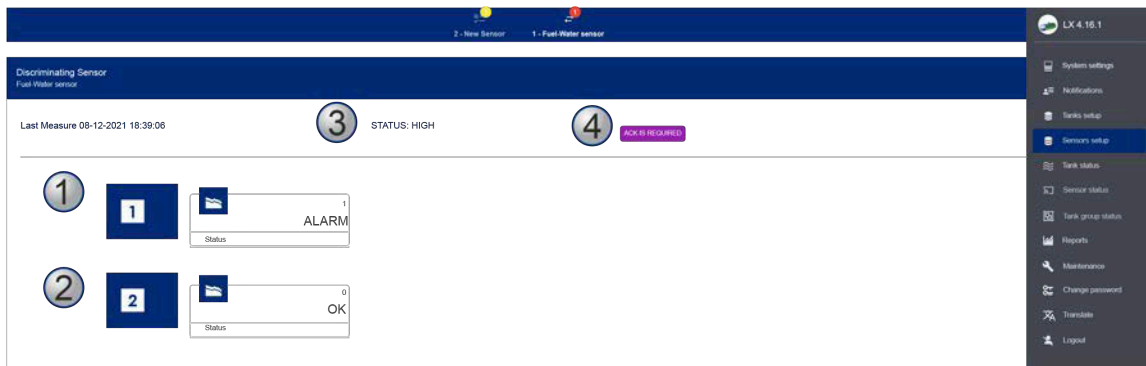 1
2 - New Sensor
1 - Fuel-Water sensor
LX 4.16.1
Discriminating Sensor
Fuel-Water sensor
Last Measure 08-12-2021 18:39:06
3
STATUS: HIGH
4
ACK IS REQUIRED
1
1
1
ALARM
Status
2
2
0
OK
Status
System settings
Notifications
Tanks setup
Sensors setup
Tank status
Sensor status
Tank group status
Reports
Maintenance
Change password
Translate
Logout